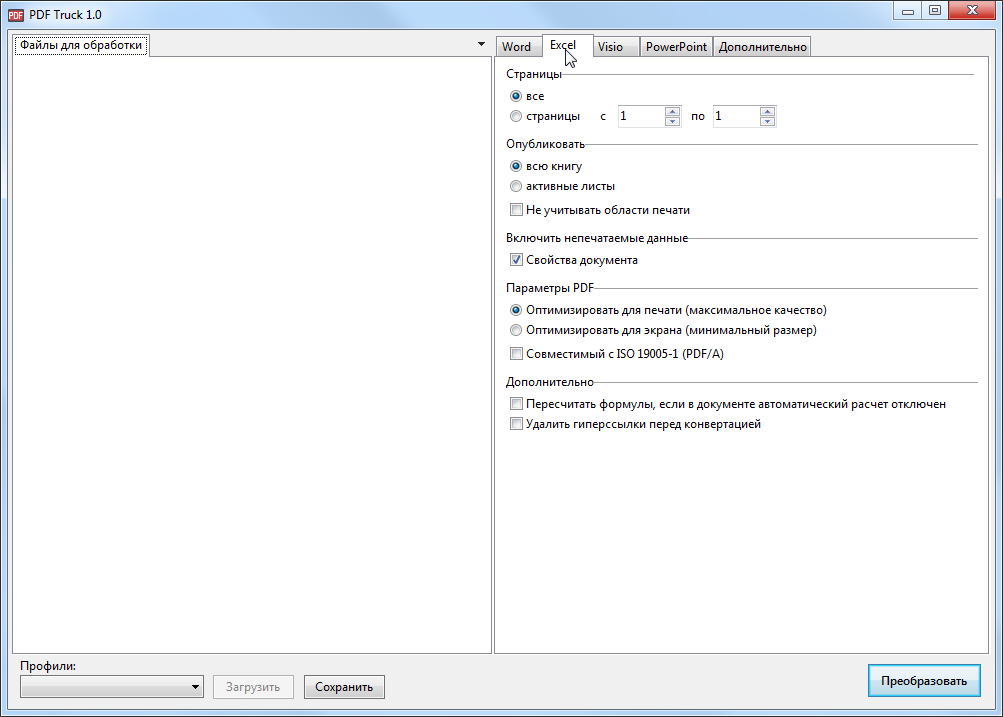 PDF PDF Truck 1.0
Файлы для обработки
Word Excel Visio PowerPoint Дополнительно
Страницы
все
страницы с 1 по 1
Опубликовать
всю книгу
активные листы
Не учитывать области печати
Включить непечатаемые данные
Свойства документа
Параметры PDF
Оптимизировать для печати (максимальное качество)
Оптимизировать для экрана (минимальный размер)
Совместимый с ISO 19005-1 (PDF/A)
Дополнительно
Пересчитать формулы, если в документе автоматический расчет отключен
Удалить гиперссылки перед конвертацией
Профили:
Загрузить Сохранить Преобразовать